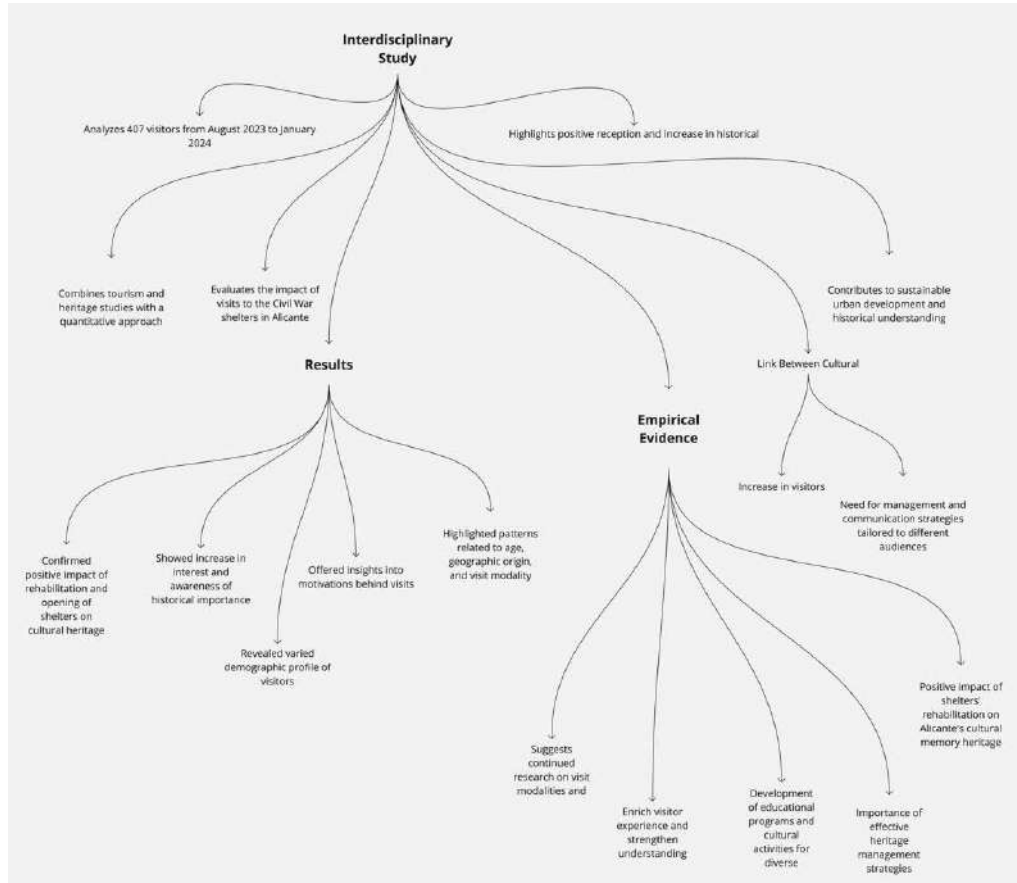 Interdisciplinary
Study
Analyzes 407 visitors from August 2023 to January
2024
Highlights positive reception and increase in historical
Combines tourism and
heritage studies with a
quantitative approach
Evaluates the impact of
visits to the Civil War
shelters in Alicante
Contributes to sustainable
urban development and
historical understanding
Results
Link Between Cultural
Empirical
Evidence
Increase in visitors
Need for management and
communication strategies
tailored to different
audiences
Confirmed
positive impact of
rehabilitation and
opening of
shelters on
cultural heritage
Showed increase in
interest and
awareness of
historical importance
Offered insights into
motivations behind visits
Highlighted patterns
related to age,
geographic origin,
and visit modality
Revealed varied
demographic profile of
visitors
Positive impact of
shelters'
rehabilitation on
Alicante's cultural
memory heritage
Suggests
continued
research on visit
modalities and
Enrich visitor
experience and
strengthen
understanding
Development
of educational
programs and
cultural
activities for
diverse
Importance of
effective
heritage
management
strategies